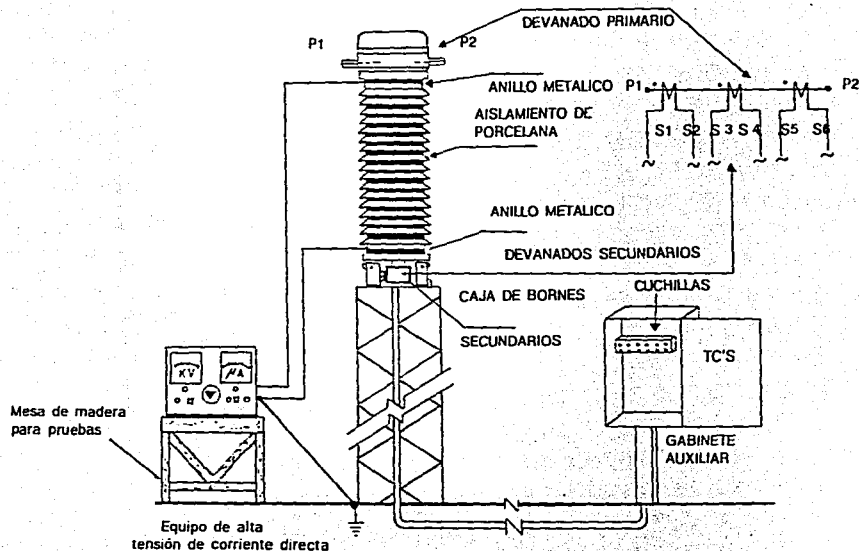 DEVANADO PRIMARIO
P1
P2
ANILLO METALICO
AISLAMIENTO DE
PORCELANA
P1
P2
S1 S2 S3 S4 S5 S6
ANILLO METALICO
DEVANADOS SECUNDARIOS
CAJA DE BORNES
SECUNDARIOS
CUCHILLAS
TC'S
GABINETE
AUXILIAR
KV
μA
Mesa de madera
para pruebas
Equipo de alta
tensión de corriente directa